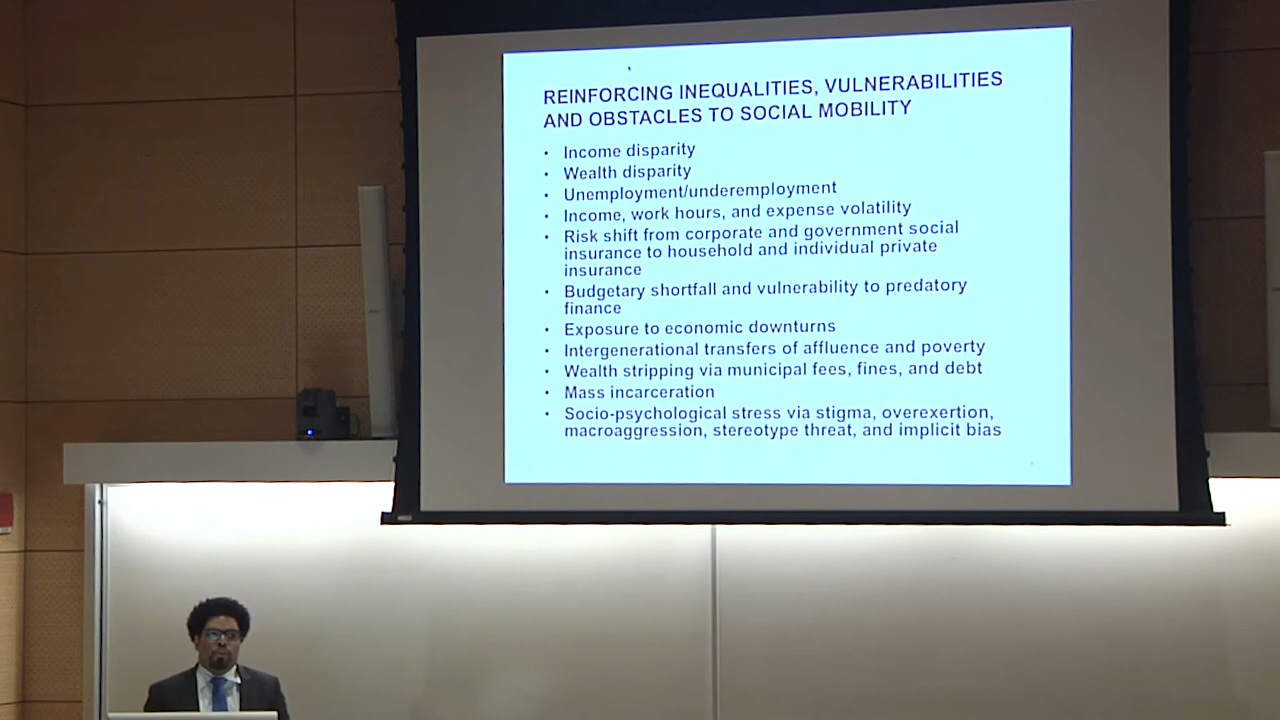 REINFORCING INEQUALITIES, VULNERABILITIES
AND OBSTACLES TO SOCIAL MOBILITY
• Income disparity
• Wealth disparity
• Unemployment/underemployment
• Income, work hours, and expense volatility
• Risk shift from corporate and government social
insurance to household and individual private
insurance
• Budgetary shortfall and vulnerability to predatory
finance
• Exposure to economic downturns
• Intergenerational transfers of affluence and poverty
• Wealth stripping via municipal fees, fines, and debt
• Mass incarceration
• Socio-psychological stress via stigma, overexertion,
macroaggression, stereotype threat, and implicit bias